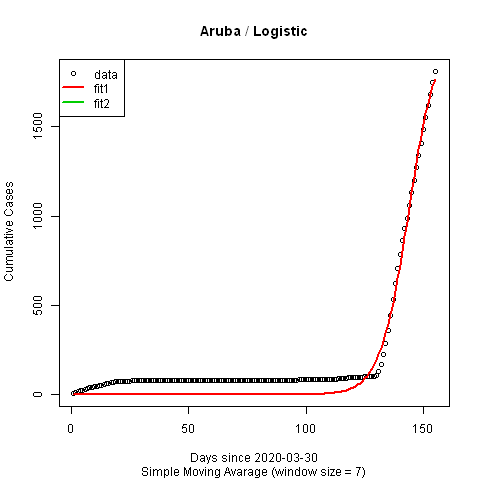 Aruba / Logistic
data
fit1
fit2
Cumulative Cases
0
500
1000
1500
0
50
100
150
Days since 2020-03-30
Simple Moving Avarage (window size = 7)